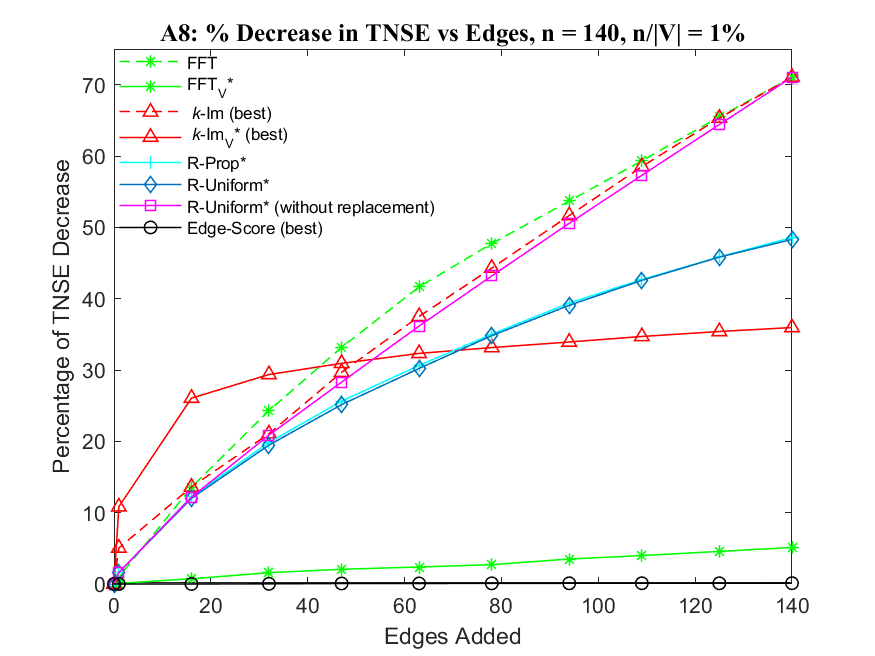 A8: % Decrease in TNSE vs Edges, n = 140, n/|V| = 1%
FFT
FFT_V*
k-Im (best)
k-Im_V* (best)
R-Prop*
R-Uniform*
R-Uniform* (without replacement)
Edge-Score (best)
Percentage of TNSE Decrease
70
60
50
40
30
20
10
0
0 20 40 60 80 100 120 140
Edges Added